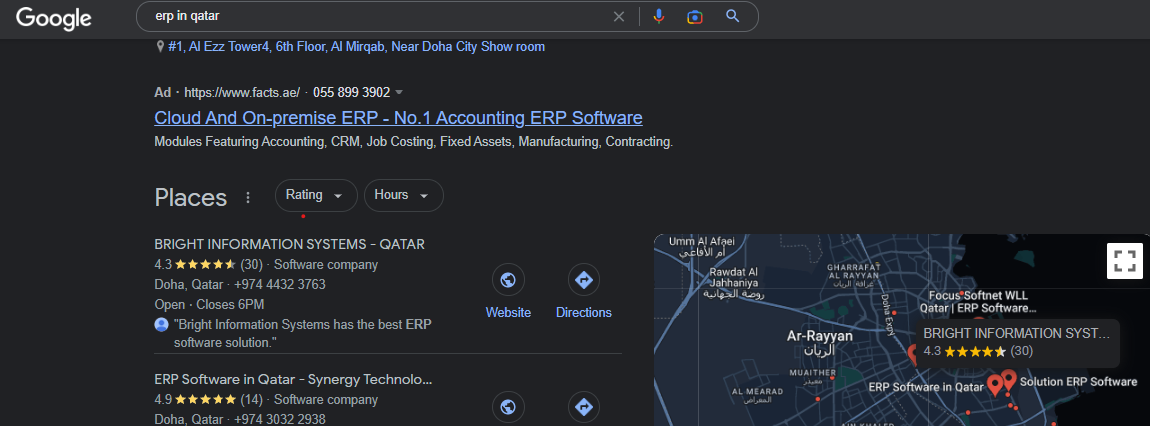 Google
erp in qatar
#1, Al Ezz Tower4, 6th Floor, Al Mirqab, Near Doha City Show room
Ad · https://www.facts.ae/ · 055 899 3902
Cloud And On-premise ERP - No.1 Accounting ERP Software
Modules Featuring Accounting, CRM, Job Costing, Fixed Assets, Manufacturing, Contracting.
Places
Rating
Hours
BRIGHT INFORMATION SYSTEMS - QATAR
4.3 (30) · Software company
Doha, Qatar · +974 4432 3763
Open · Closes 6PM
"Bright Information Systems has the best ERP
software solution."
Website
Directions
ERP Software in Qatar - Synergy Technolo...
4.9 (14) · Software company
Doha, Qatar · +974 3032 2938
Umm Al Afaei
أم الأفاعي
Rawdat Al
Jahhaniya
روضة الجهانية
GHARRAFAT
AL RAYYAN
غرافة الريان
Doha Expy
Focus Softnet WLL
Qatar | ERP Software...
BRIGHT INFORMATION SYST...
4.3 (30)
Ar-Rayyan
الريان
MUAITHER
معيذر
AL MEARAD
المعراض
ERP Software in Qatar
Solution ERP Software
AIN KHALED